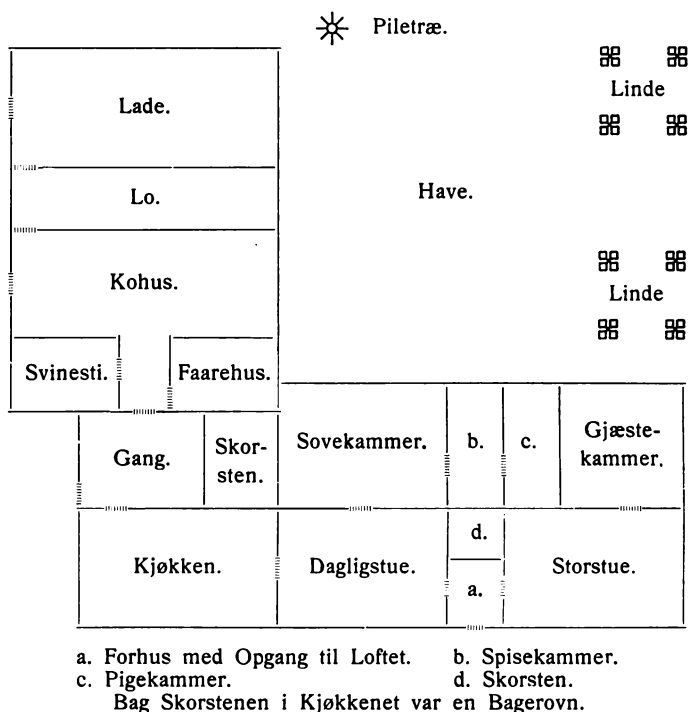 Piletræ.
Linde
Lade.
Lo.
Have.
Kohus.
Linde
Svinesti.
Faarehus.
Gang.
Skor-
sten.
Sovekammer.
b.
c.
Gjæste-
kammer.
Kjøkken.
Dagligstue.
d.
a.
Storstue.
a. Forhus med Opgang til Loftet.
b. Spisekammer.
c. Pigekammer.
d. Skorsten.
Bag Skorstenen i Kjøkkenet var en Bagerovn.